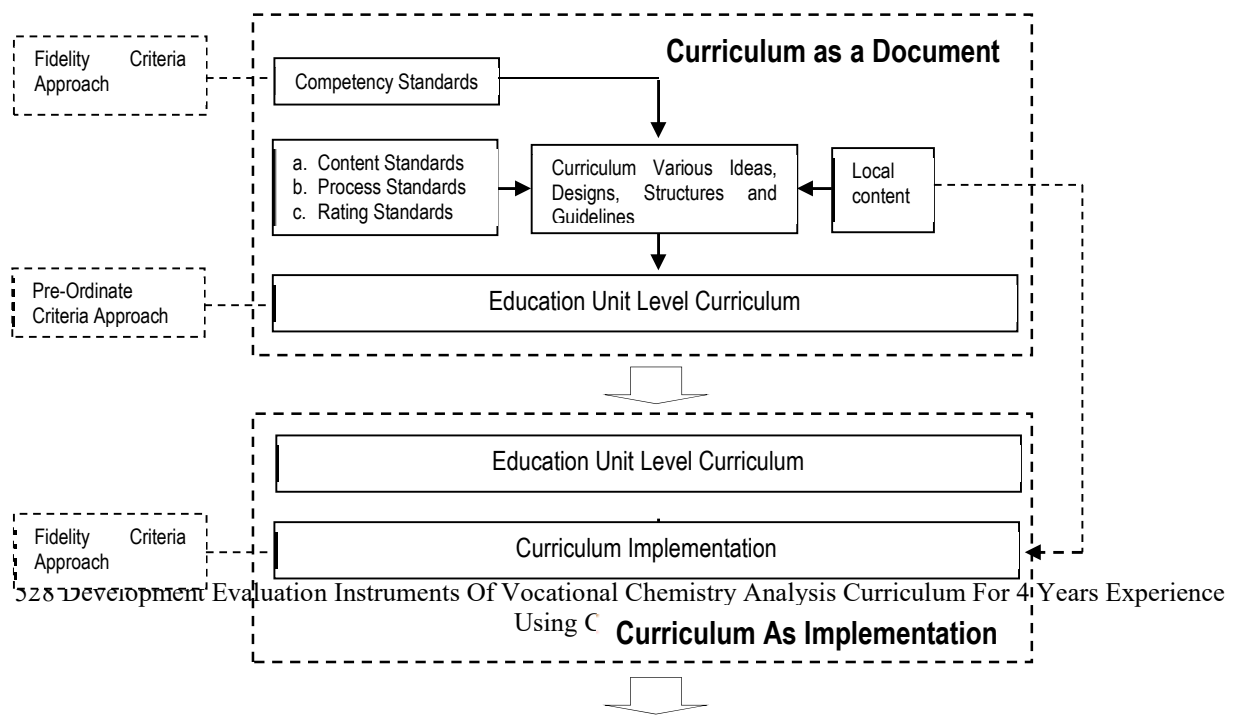 Curriculum as a Document
Fidelity Criteria
Approach
Competency Standards
a. Content Standards
b. Process Standards
c. Rating Standards
Curriculum Various Ideas,
Designs, Structures and
Guidelines
Local
content
Pre-Ordinate
Criteria Approach
Education Unit Level Curriculum
Education Unit Level Curriculum
Fidelity Criteria
Approach
Curriculum Implementation
328 Development Evaluation Instruments Of Vocational Chemistry Analysis Curriculum For 4 Years Experience
Using
Curriculum As Implementation